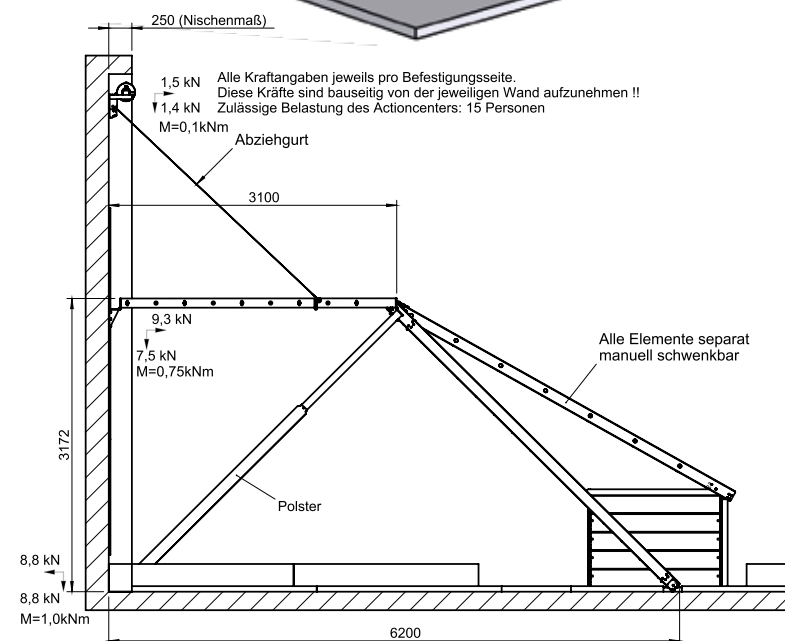 250 (Nischenmaß)
1,5 kN
1,4 kN
M=0,1kNm
Alle Kraftangaben jeweils pro Befestigungsseite.
Diese Kräfte sind bauseitig von der jeweiligen Wand aufzunehmen !!
Zulässige Belastung des Actioncenters: 15 Personen
Abziehgurt
3100
9,3 kN
7,5 kN
M=0,75kNm
Alle Elemente separat
manuell schwenkbar
3172
Polster
8,8 kN
8,8 kN
M=1,0kNm
6200